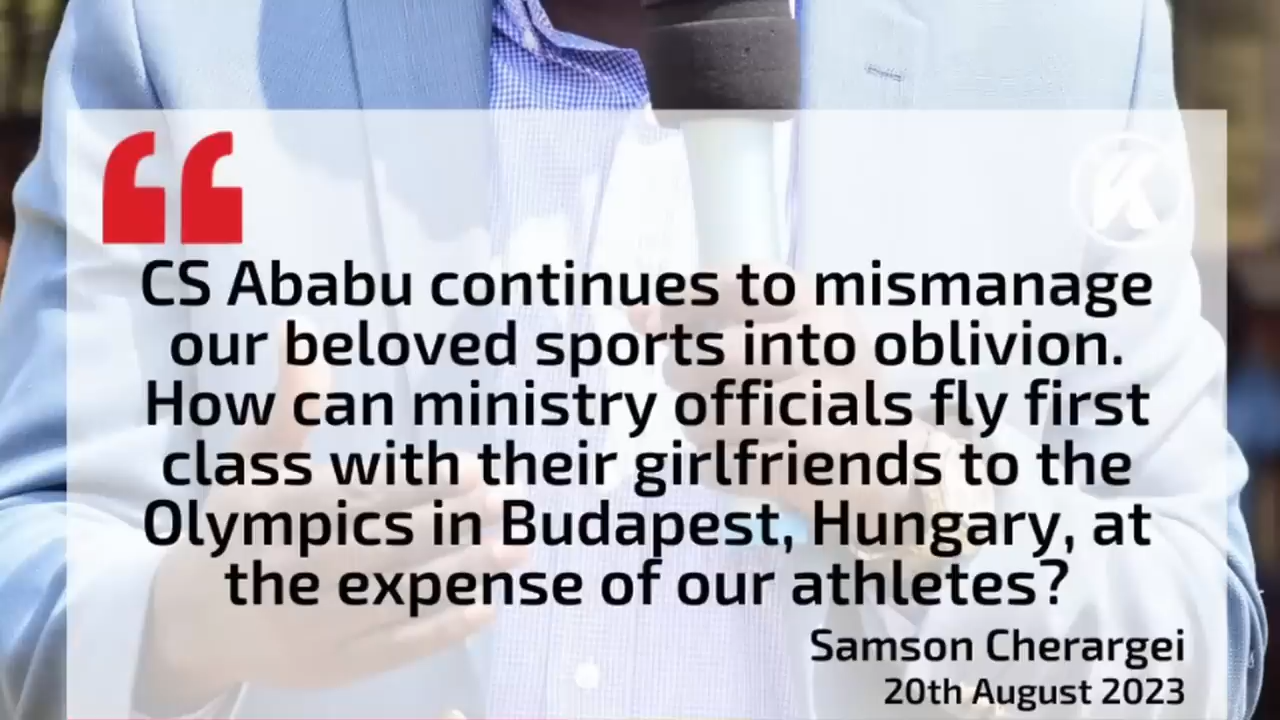 CS Ababu continues to mismanage
our beloved sports into oblivion.
How can ministry officials fly first
class with their girlfriends to the
Olympics in Budapest, Hungary, at
the expense of our athletes?
Samson Cherargei
20th August 2023